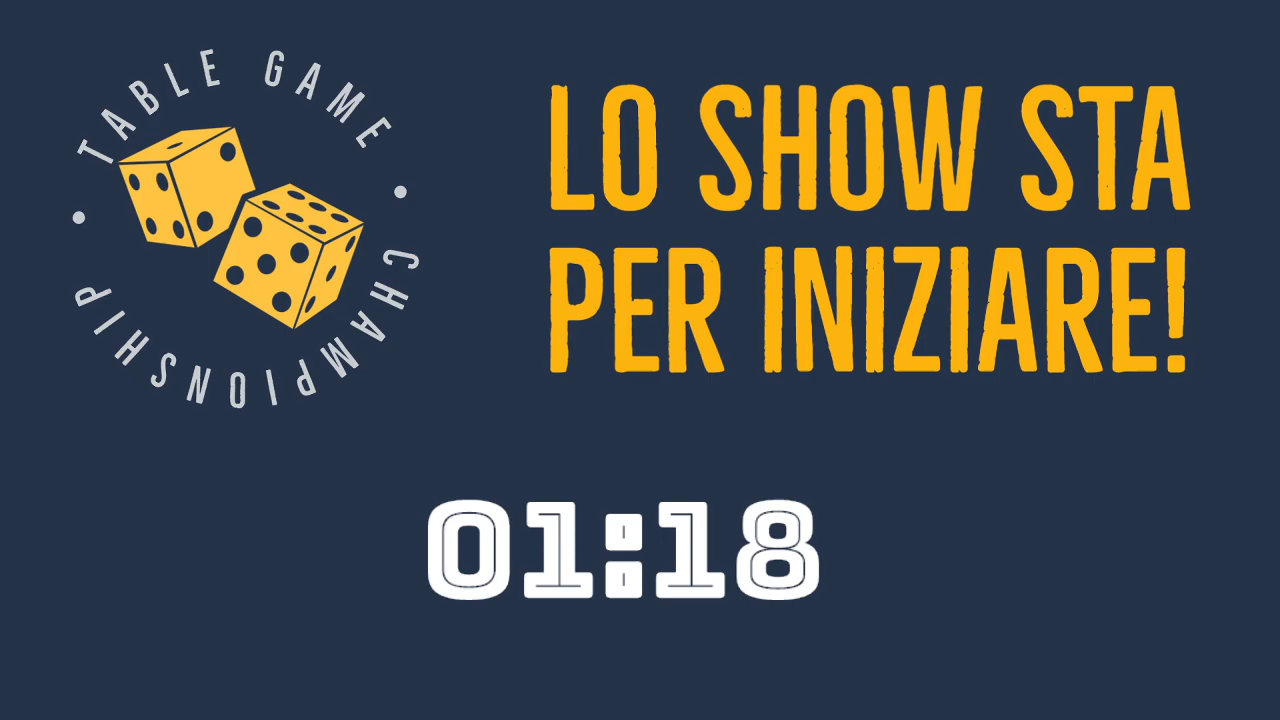 TABLE GAME
CHAMPIONSHIP
LO SHOW STA
PER INIZIARE!
01:18